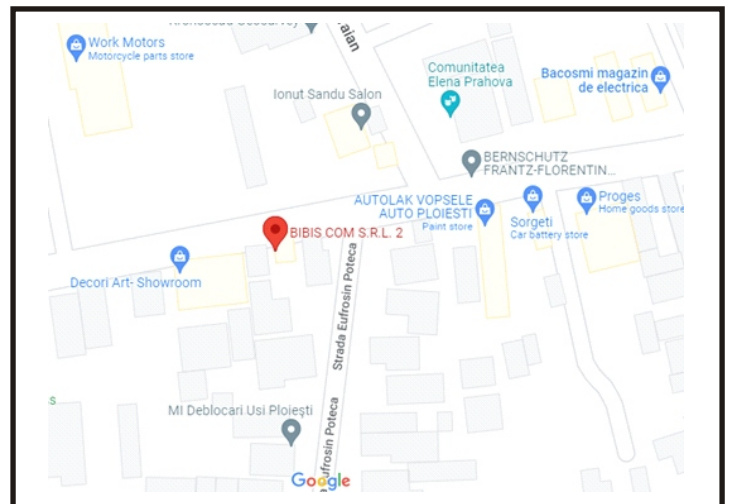 aian
Work Motors
Motorcycle parts store
Ionut Sandu Salon
Comunitatea
Elena Prahova
Bacosmi magazin
de electrica
BERNSCHUTZ
FRANTZ-FLORENTIN...
AUTOLAK VOPSELE
AUTO PLOIESTI
Paint store
Sorgeti
Car battery store
Proges
Home goods store
BIBIS COM S.R.L. 2
Decori Art- Showroom
Strada Eufrosin Poteca
MI Deblocari Usi Ploiești
ufrosin Poteca
s
Google